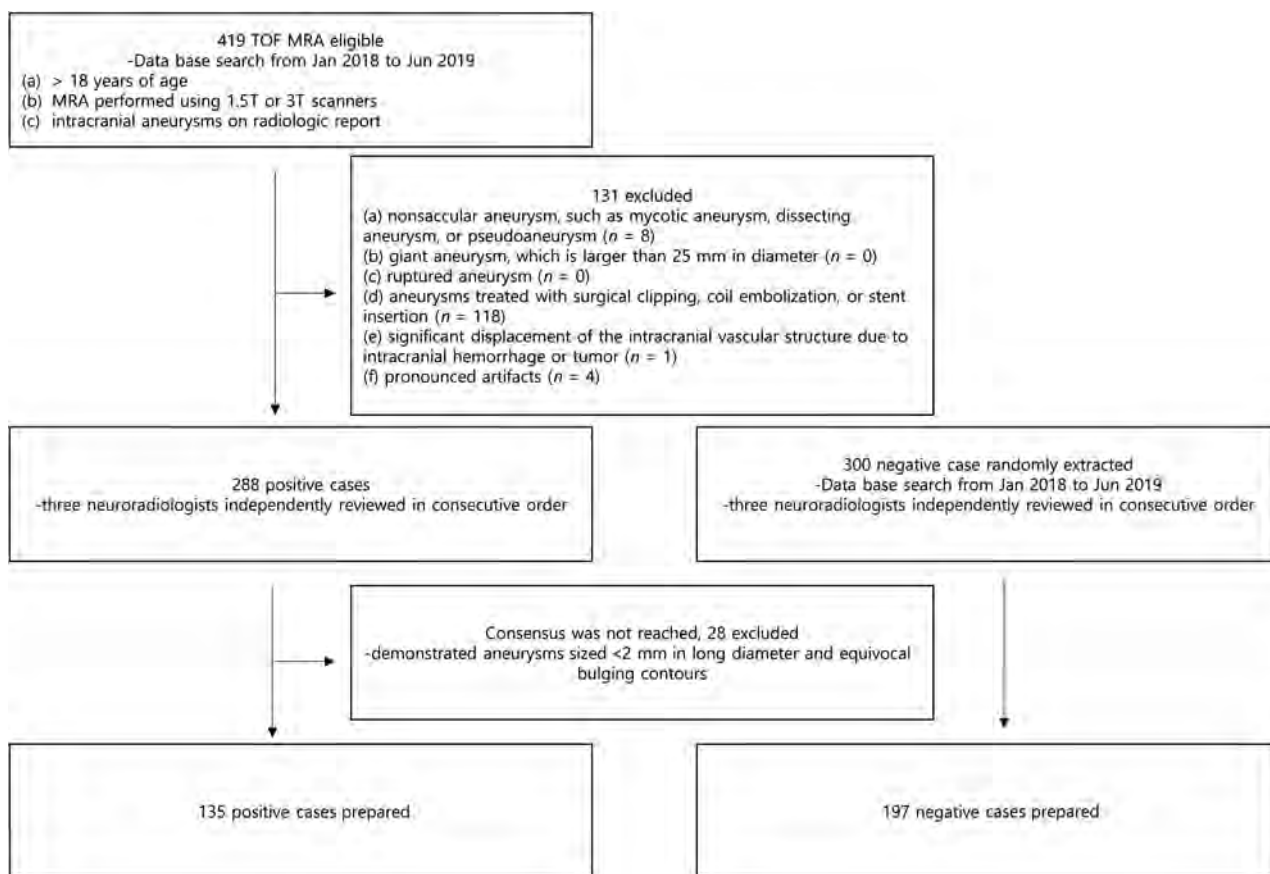 419 TOF MRA eligible
-Data base search from Jan 2018 to Jun 2019
(a) > 18 years of age
(b) MRA performed using 1.5T or 3T scanners
(c) intracranial aneurysms on radiologic report
131 excluded
(a) nonsaccular aneurysm, such as mycotic aneurysm, dissecting
aneurysm, or pseudoaneurysm (n = 8)
(b) giant aneurysm, which is larger than 25 mm in diameter (n = 0)
(c) ruptured aneurysm (n = 0)
(d) aneurysms treated with surgical clipping, coil embolization, or stent
insertion (n = 118)
(e) significant displacement of the intracranial vascular structure due to
intracranial hemorrhage or tumor (n = 1)
(f) pronounced artifacts (n = 4)
288 positive cases
-three neuroradiologists independently reviewed in consecutive order
300 negative case randomly extracted
-Data base search from Jan 2018 to Jun 2019
-three neuroradiologists independently reviewed in consecutive order
Consensus was not reached, 28 excluded
-demonstrated aneurysms sized <2 mm in long diameter and equivocal
bulging contours
135 positive cases prepared
197 negative cases prepared